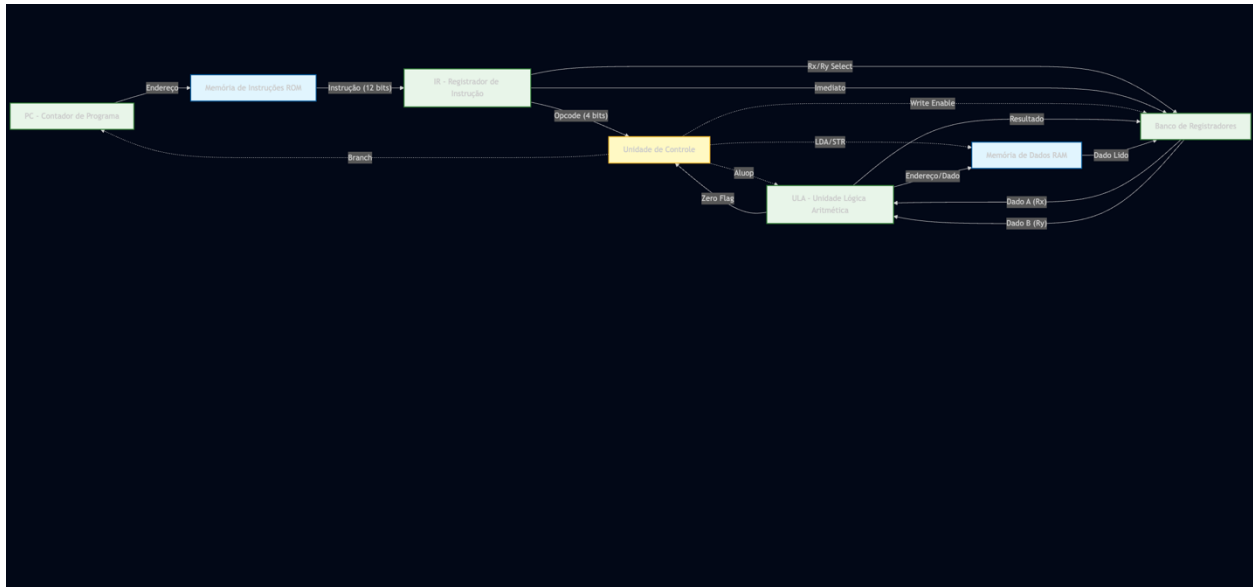 Rx/Ry Select
Endereço
Memória de Instruções ROM
Instrução (12 bits)
IR - Registrador de
Instrução
Imediato
Write Enable
PC - Contador de Programa
Opcode (4 bits)
Resultado
Banco de Registradores
Branch
Unidade de Controle
LDA/STR
Memória de Dados RAM
Dado Lido
Aluop
Endereço/Dado
Zero Flag
ULA - Unidade Lógica
Aritmética
Dado A (Rx)
Dado B (Ry)